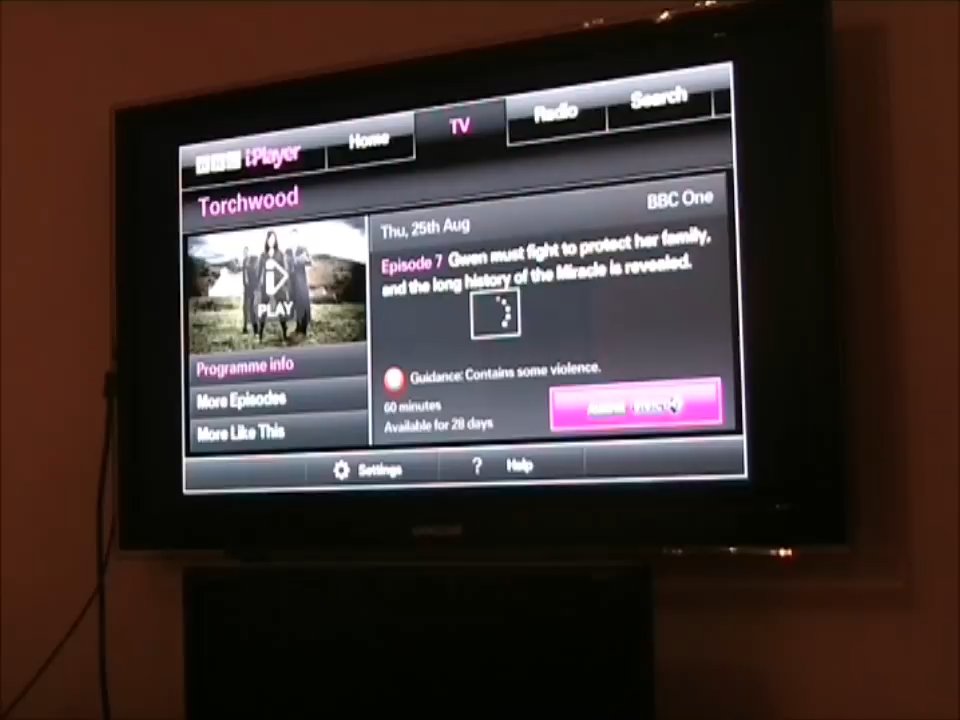 BBC iPlayer
Home
TV
Radio
Search
Torchwood
PLAY
Programme info
More Episodes
More Like This
Thu, 25th Aug
BBC One
Episode 7 Gwen must fight to protect her family,
and the long history of the Miracle is revealed.
Guidance: Contains some violence.
60 minutes
Available for 28 days
Settings
? Help